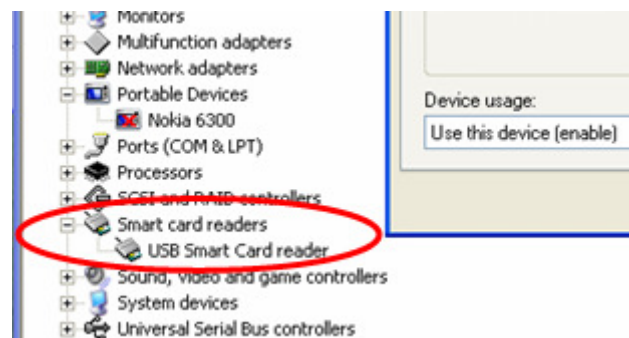 Monitors
Multifunction adapters
Network adapters
Portable Devices
Nokia 6300
Ports (COM & LPT)
Processors
SCSI and RAID controllers
Smart card readers
USB Smart Card reader
Sound, video and game controllers
System devices
Universal Serial Bus controllers
Device usage:
Use this device (enable)